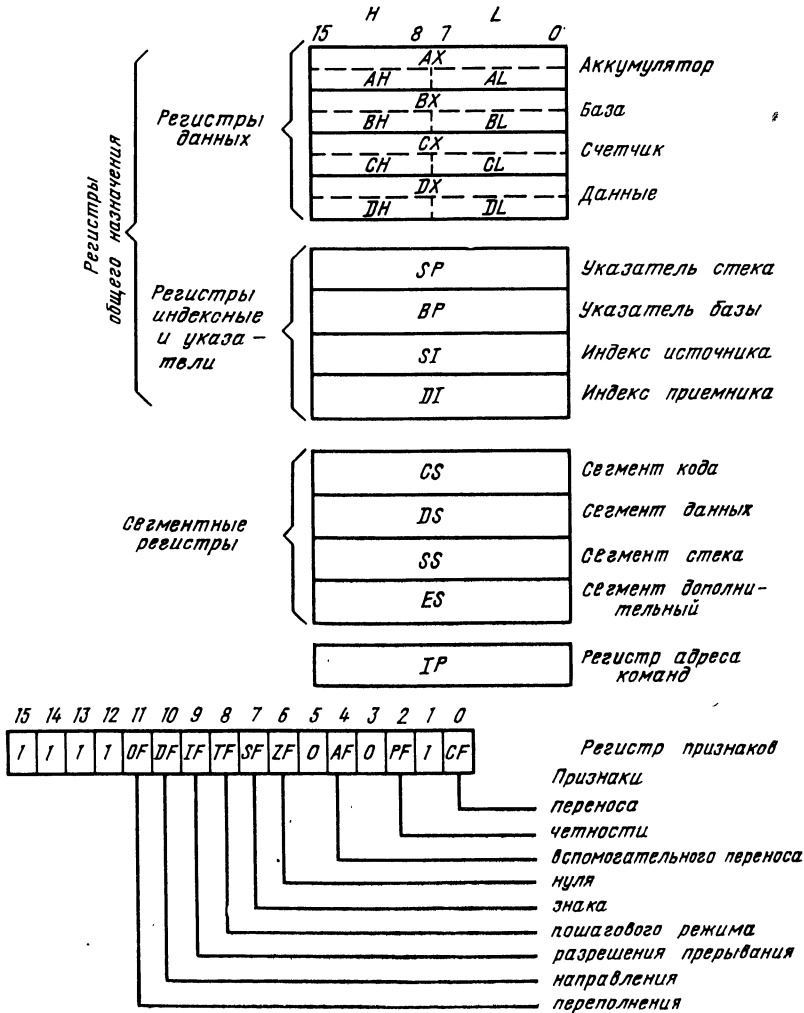 H L
15 8 7 0
AX
AH AL
Аккумулятор
BX
BH BL
База
CX
CH CL
Счетчик
DX
DH DL
Данные
Регистры
данных
Регистры
общего назначения
Регистры
индексные
и указа-
тели
SP
Указатель стека
BP
Указатель базы
SI
Индекс источника
DI
Индекс приемника
Сегментные
регистры
CS
Сегмент кода
DS
Сегмент данных
SS
Сегмент стека
ES
Сегмент дополни-
тельный
IP
Регистр адреса
команд
15 14 13 12 11 10 9 8 7 6 5 4 3 2 1 0
1 1 1 1 OF DF IF TF SF ZF 0 AF 0 PF 1 CF
Регистр признаков
Признаки
переноса
четности
вспомогательного переноса
нуля
знака
пошагового режима
разрешения прерывания
направления
переполнения